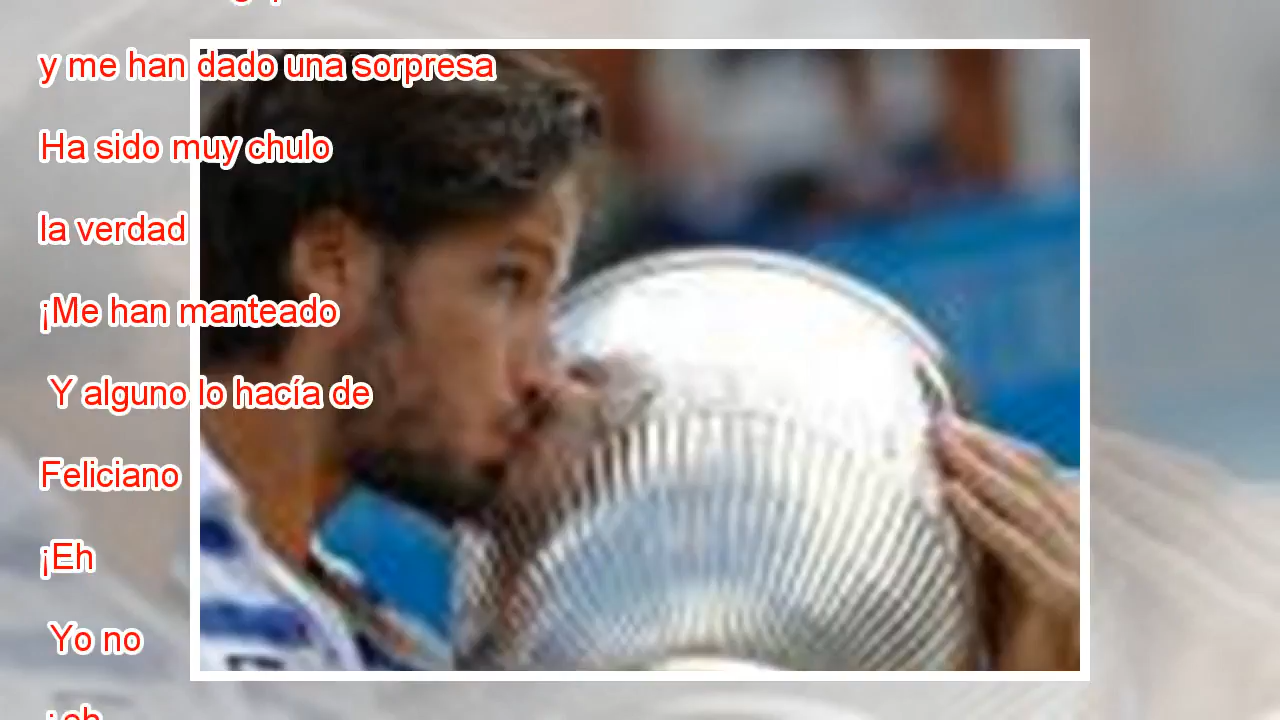 y me han dado una sorpresa
Ha sido muy chulo
la verdad
¡Me han manteado
Y alguno lo hacía de
Feliciano
¡Eh
Yo no
¡eh